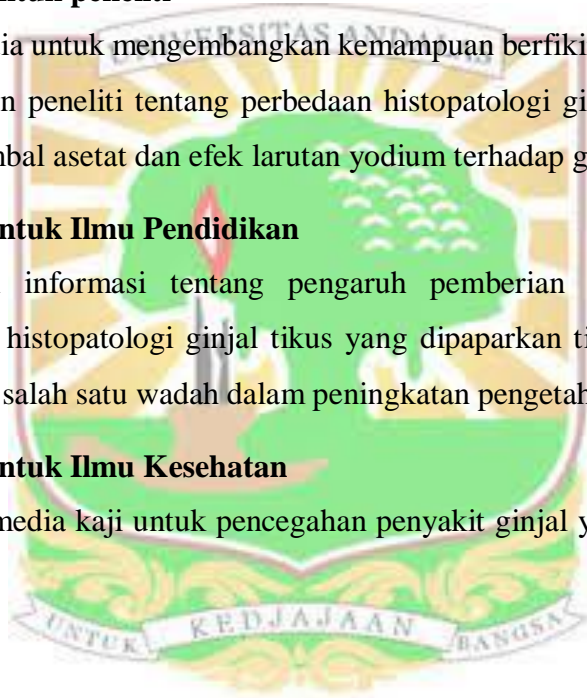 untuk peneliti
UNIVERSITAS ANDALAS
dia untuk mengembangkan kemampuan berfiki
n peneliti tentang perbedaan histopatologi gi
mbal asetat dan efek larutan yodium terhadap g
ntuk Ilmu Pendidikan
informasi tentang pengaruh pemberian
histopatologi ginjal tikus yang dipaparkan ti
salah satu wadah dalam peningkatan pengetah
ntuk Ilmu Kesehatan
media kaji untuk pencegahan penyakit ginjal y
UNTUK KEDJAJAAN BANGSA